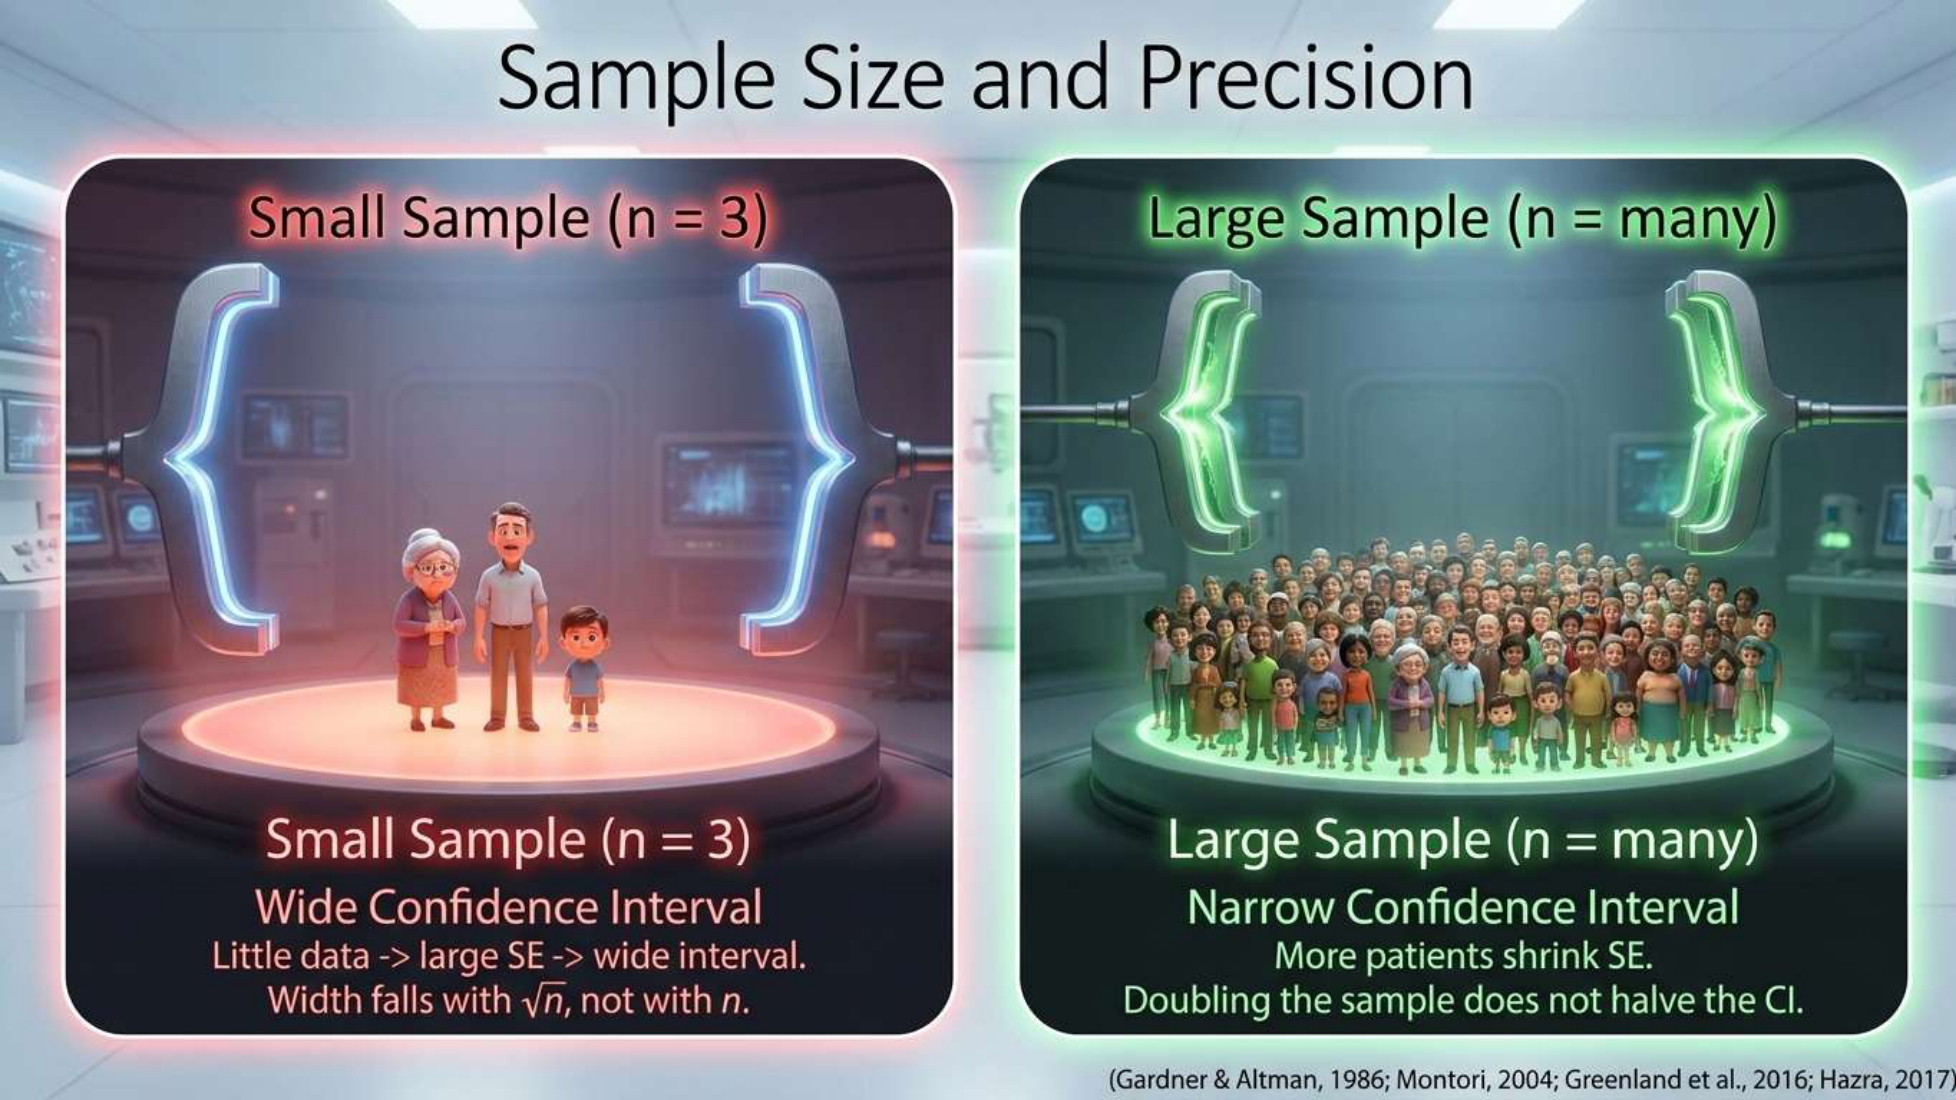 Sample Size and Precision
Small Sample (n = 3)
Small Sample (n = 3)
Wide Confidence Interval
Little data -> large SE -> wide interval.
Width falls with √n, not with n.
Large Sample (n = many)
Large Sample (n = many)
Narrow Confidence Interval
More patients shrink SE.
Doubling the sample does not halve the CI.
(Gardner & Altman, 1986; Montori, 2004; Greenland et al., 2016; Hazra, 2017)